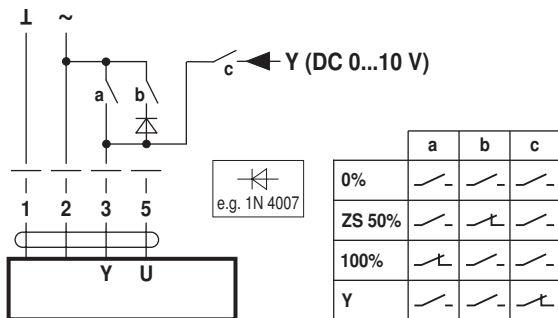 ⊥ ~
a b c Y (DC 0...10 V)
e.g. 1N 4007
1 2 3 5
Y U
a b c
0%
ZS 50%
100%
Y